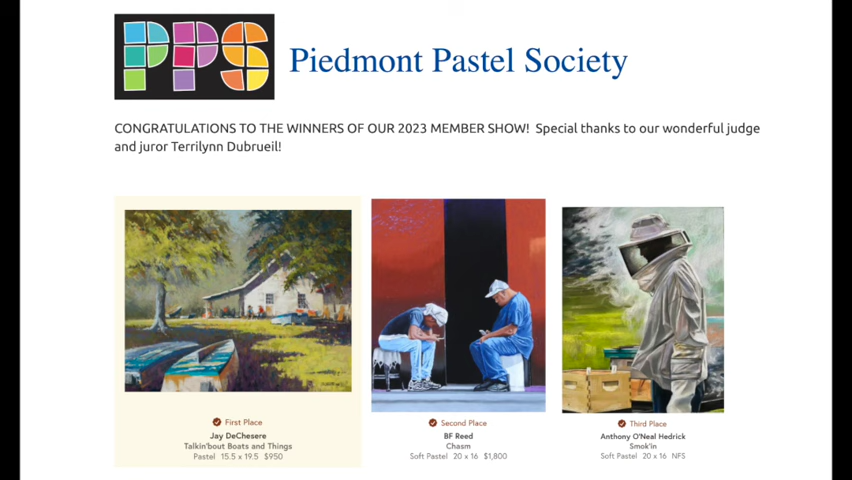 PPS
Piedmont Pastel Society
CONGRATULATIONS TO THE WINNERS OF OUR 2023 MEMBER SHOW!  Special thanks to our wonderful judge
and juror Terrilynn Dubrueil!
First Place
Jay DeChesere
Talkin'bout Boats and Things
Pastel  15.5 x 19.5  $950
Second Place
BF Reed
Chasm
Soft Pastel  20 x 16  $1,800
Third Place
Anthony O'Neal Hedrick
Smok'in
Soft Pastel  20 x 16  NFS